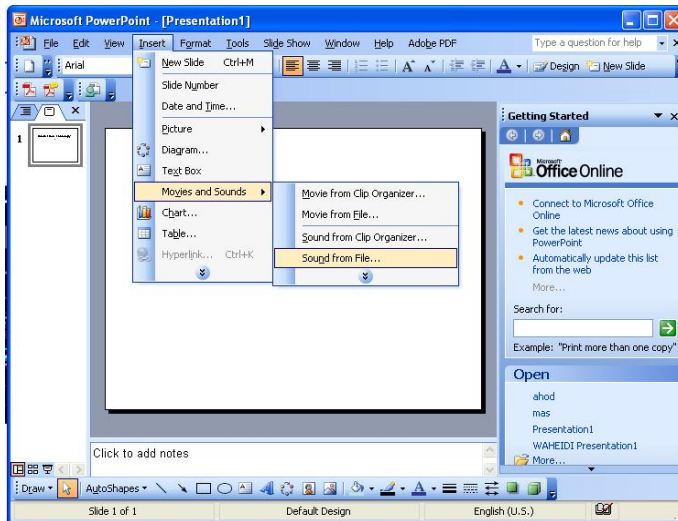 Microsoft PowerPoint - [Presentation1]
File Edit View Insert Format Tools Slide Show Window Help Adobe PDF Type a question for help
Arial
Design New Slide
New Slide Ctrl+M
Slide Number
Date and Time...
Picture
Diagram...
Text Box
Movies and Sounds
Chart...
Table...
Hyperlink... Ctrl+K
Movie from Clip Organizer...
Movie from File...
Sound from Clip Organizer...
Sound from File...
1
Getting Started
Microsoft
Office Online
Connect to Microsoft Office
Online
Get the latest news about using
PowerPoint
Automatically update this list
from the web
More...
Search for:
Example: "Print more than one copy"
Open
ahod
mas
Presentation1
WAHEIDI Presentation1
More...
Click to add notes
Draw AutoShapes
Slide 1 of 1 Default Design English (U.S.)